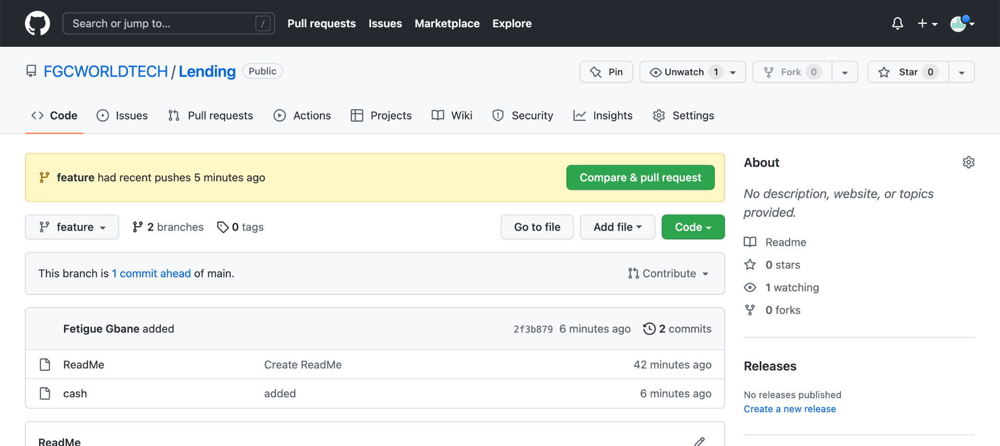 Search or jump to... /
Pull requests Issues Marketplace Explore
FGCWORLDTECH / Lending Public
Pin Unwatch 1 Fork 0 Star 0
Code Issues Pull requests Actions Projects Wiki Security Insights Settings
feature had recent pushes 5 minutes ago
Compare & pull request
feature 2 branches 0 tags
Go to file Add file Code
This branch is 1 commit ahead of main.
Contribute
Fetigue Gbane added 2f3b879 6 minutes ago 2 commits
ReadMe Create ReadMe 42 minutes ago
cash added 6 minutes ago
ReadMe
About
No description, website, or topics
provided.
Readme
0 stars
1 watching
0 forks
Releases
No releases published
Create a new release